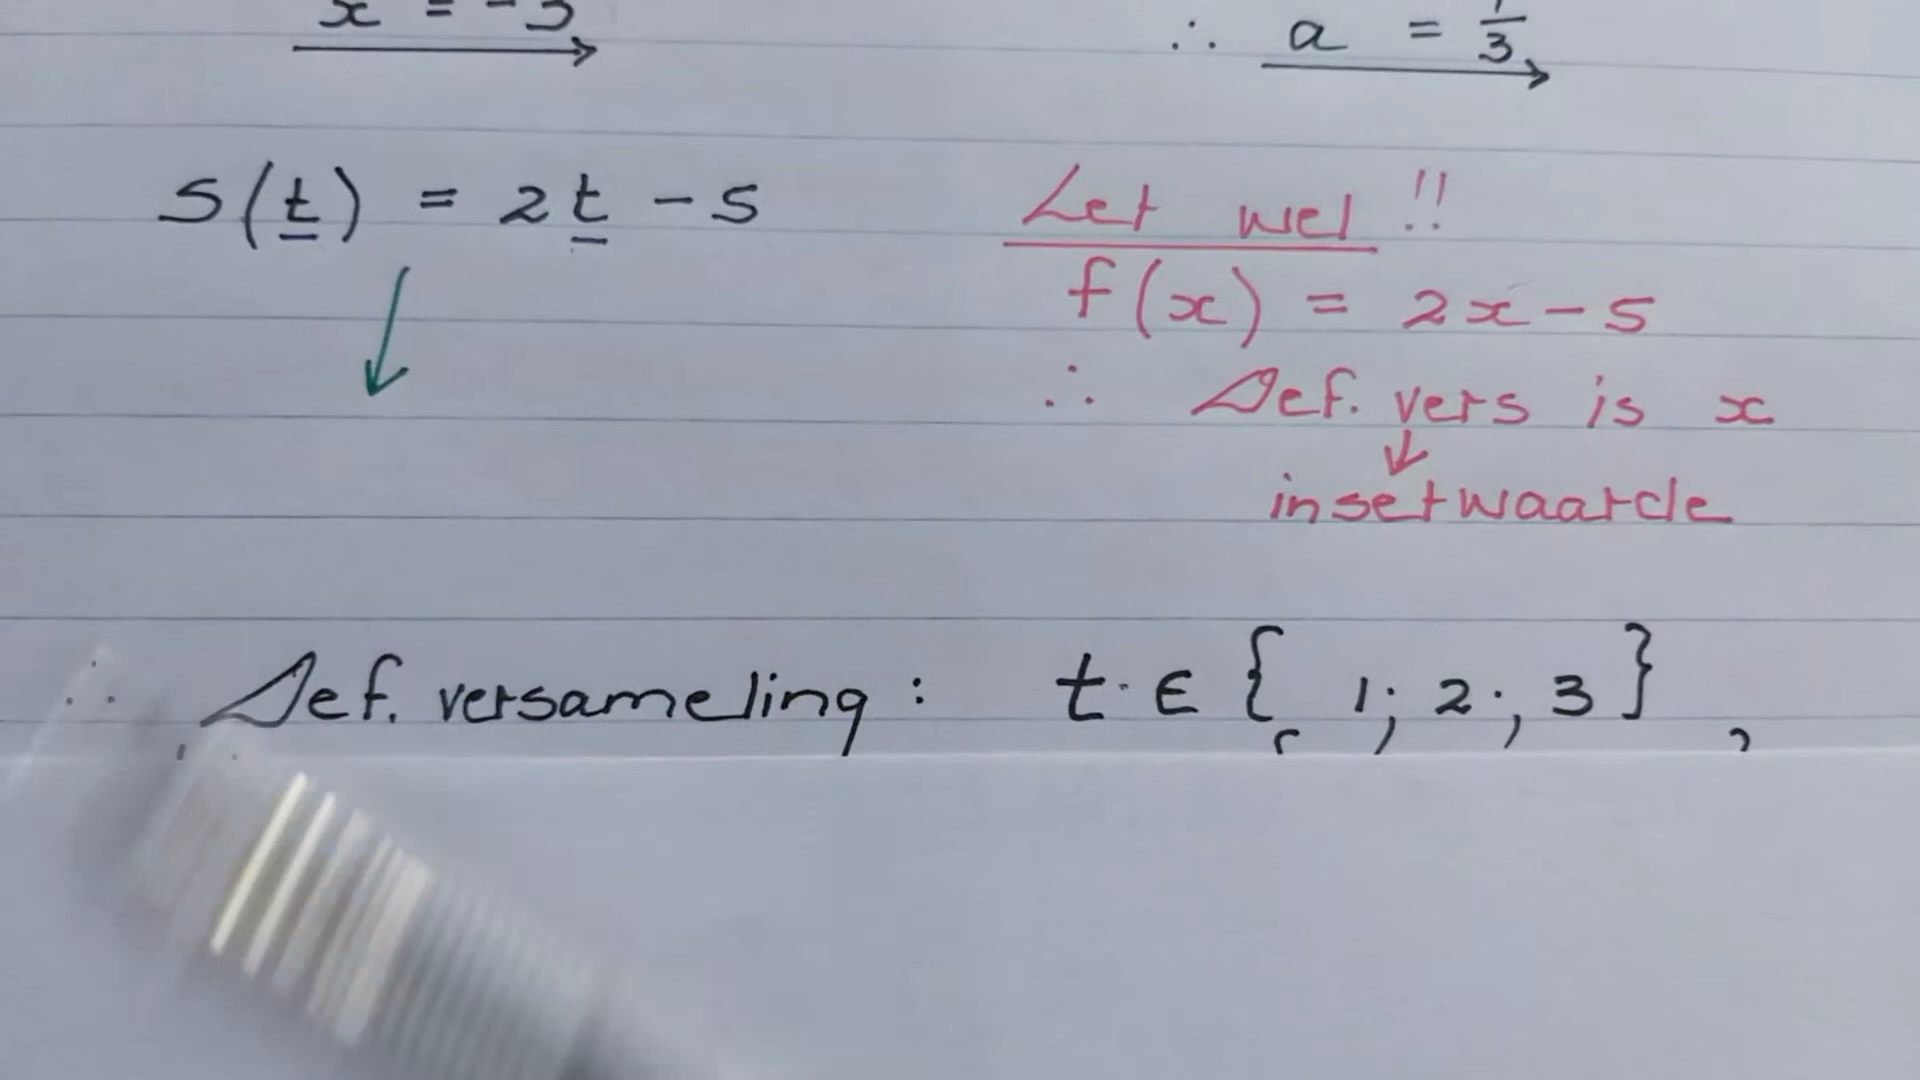 x = -3
∴ a = 1/3
S(t) = 2t - 5
Let wel !!
f(x) = 2x - 5
∴ Def. vers is x
↓
insetwaarde
∴ Def. versameling : t ∈ { 1; 2; 3 }